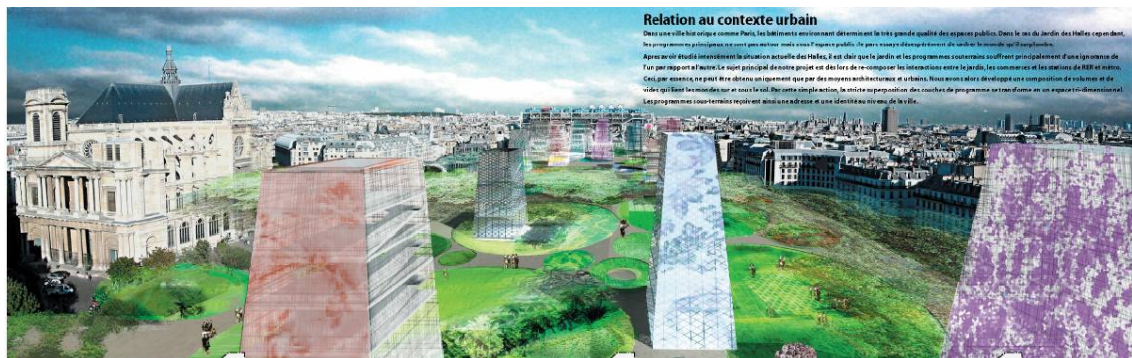 Relation au contexte urbain
Dans une ville historique comme Paris, les bâtiments environnant déterminent la très grande qualité des espaces publics. Dans le cas du Jardin des Halles cependant,
les programmes principaux ne sont pas autour mais sous l'espace public (le parc essaye désespérément de cacher le monde qu'il surplombe.
Apres avoir étudié intensément la situation actuelle des Halles, il est clair que le jardin et les programmes souterrains souffrent principalement d'une ignorance de
l'un par rapport a l'autre. Le sujet principal de notre projet est dès lors de re-composer les interactions entre le jardis, les commerces et les stations de RER et métro.
Ceci, par essence, ne peut être obtenu uniquement que par des moyens architecturaux et urbains. Nous avons alors développé une composition de volumes et de
vides qui lient les mondes sur et sous le sol. Par cette simple action, la stricte superposition des couches de programme se transforme en un espace tri-dimensionnel.
Les programmes sous-terrains reçoivent ainsi une adresse et une identité au niveau de la ville.